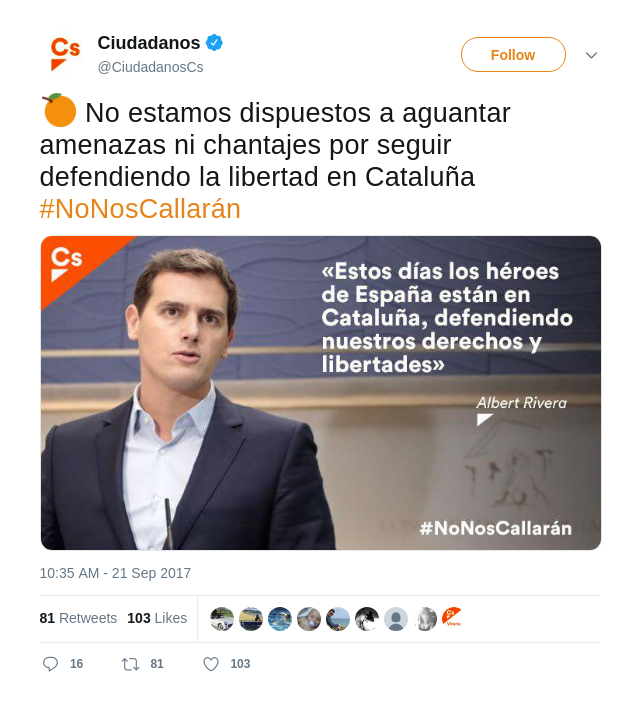 Cs
Ciudadanos
@CiudadanosCs
Follow
No estamos dispuestos a aguantar
amenazas ni chantajes por seguir
defendiendo la libertad en Cataluña
#NoNosCallarán
Cs
«Estos días los héroes
de España están en
Cataluña, defendiendo
nuestros derechos y
libertades»
Albert Rivera
#NoNosCallarán
10:35 AM - 21 Sep 2017
81 Retweets 103 Likes
16 81 103